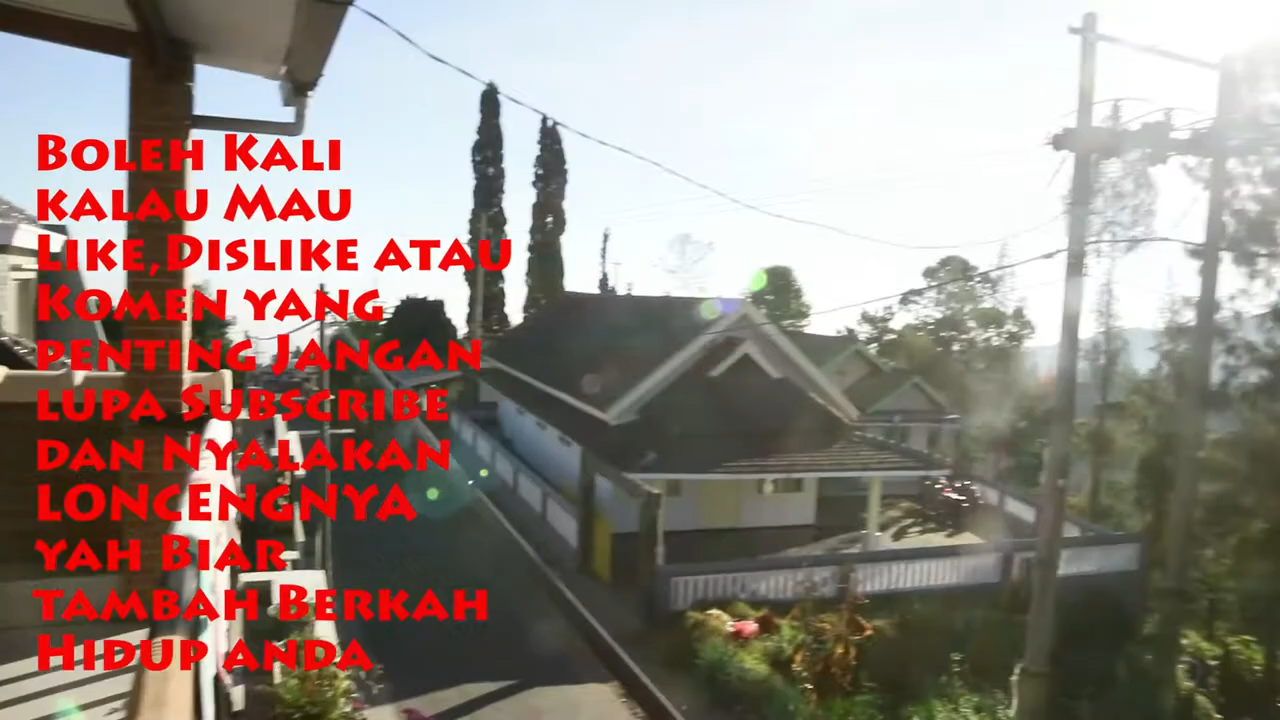 Boleh Kali
kalau Mau
Like,Dislike atau
Komen yang
penting Jangan
lupa Subscribe
dan Nyalakan
LONCENGNYA
yah Biar
tambah Berkah
Hidup anda